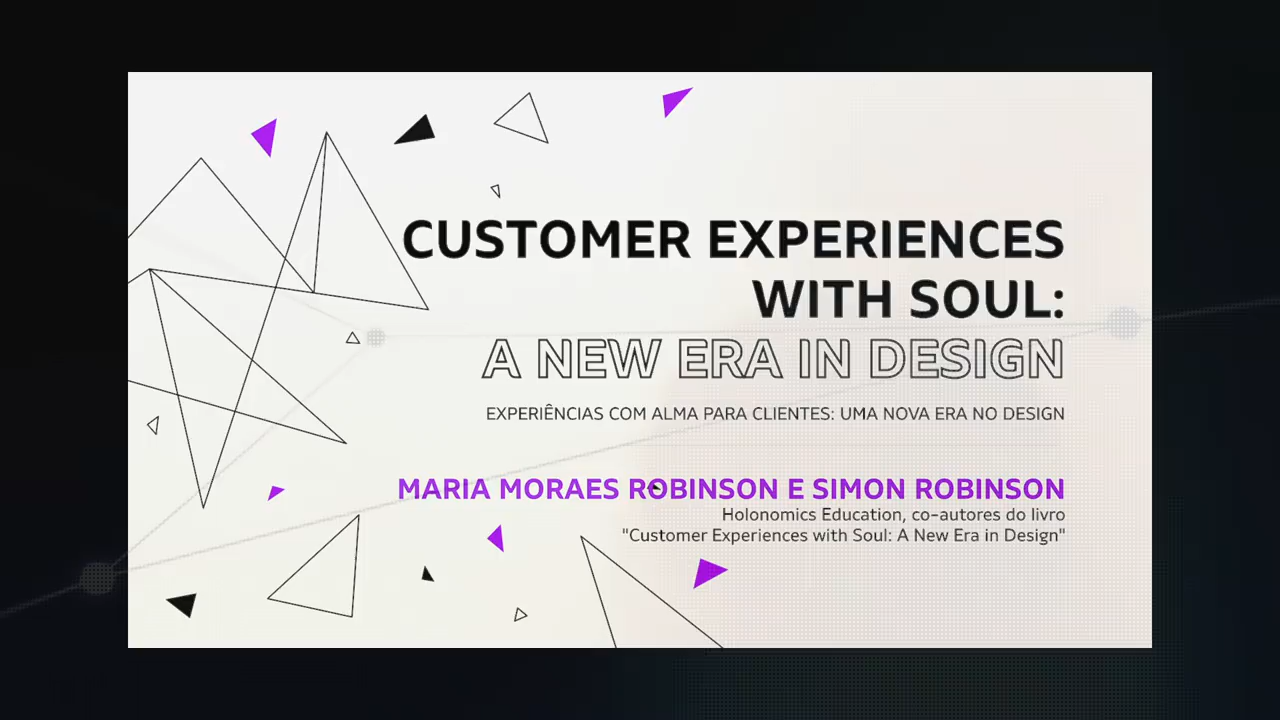 CUSTOMER EXPERIENCES
WITH SOUL:
A NEW ERA IN DESIGN
EXPERIÊNCIAS COM ALMA PARA CLIENTES: UMA NOVA ERA NO DESIGN
MARIA MORAES ROBINSON E SIMON ROBINSON
Holonomics Education, co-autores do livro
"Customer Experiences with Soul: A New Era in Design"